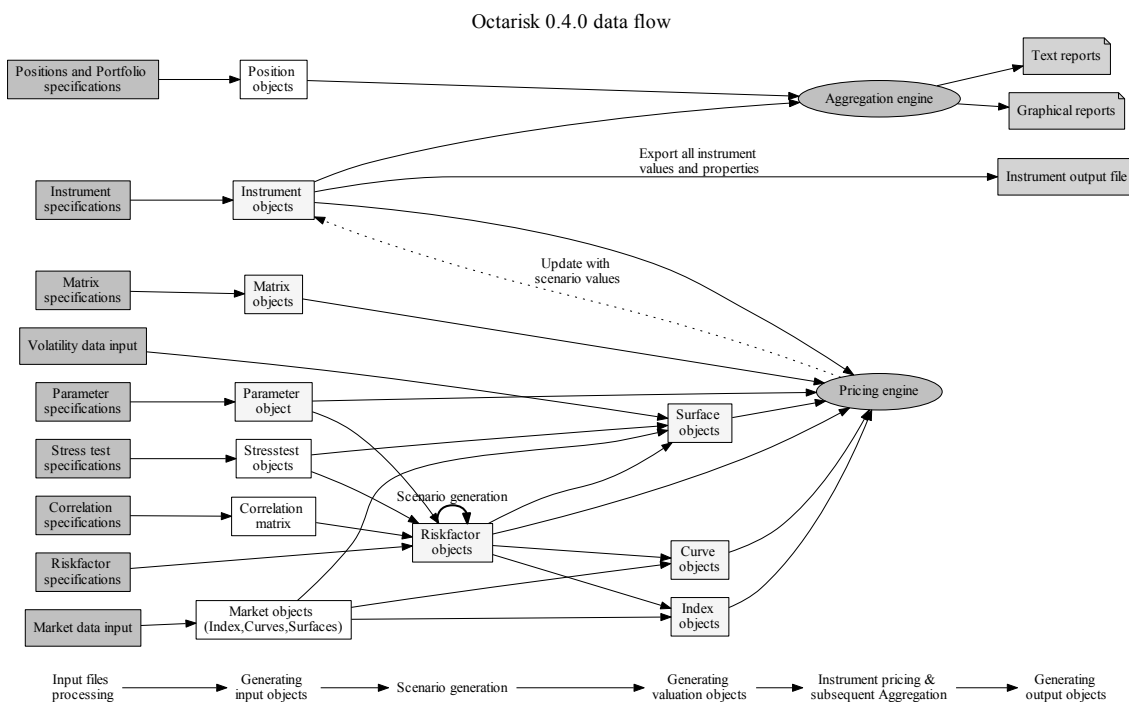 Octarisk 0.4.0 data flow
Positions and Portfolio
specifications
Position
objects
Aggregation engine
Text reports
Graphical reports
Export all instrument
values and properties
Instrument output file
Instrument
specifications
Instrument
objects
Update with
scenario values
Matrix
specifications
Matrix
objects
Volatility data input
Pricing engine
Parameter
specifications
Parameter
object
Surface
objects
Stress test
specifications
Stresstest
objects
Correlation
specifications
Correlation
matrix
Scenario generation
Riskfactor
objects
Riskfactor
specifications
Curve
objects
Market data input
Market objects
(Index,Curves,Surfaces)
Index
objects
Input files
processing
Generating
input objects
Scenario generation
Generating
valuation objects
Instrument pricing &
subsequent Aggregation
Generating
output objects